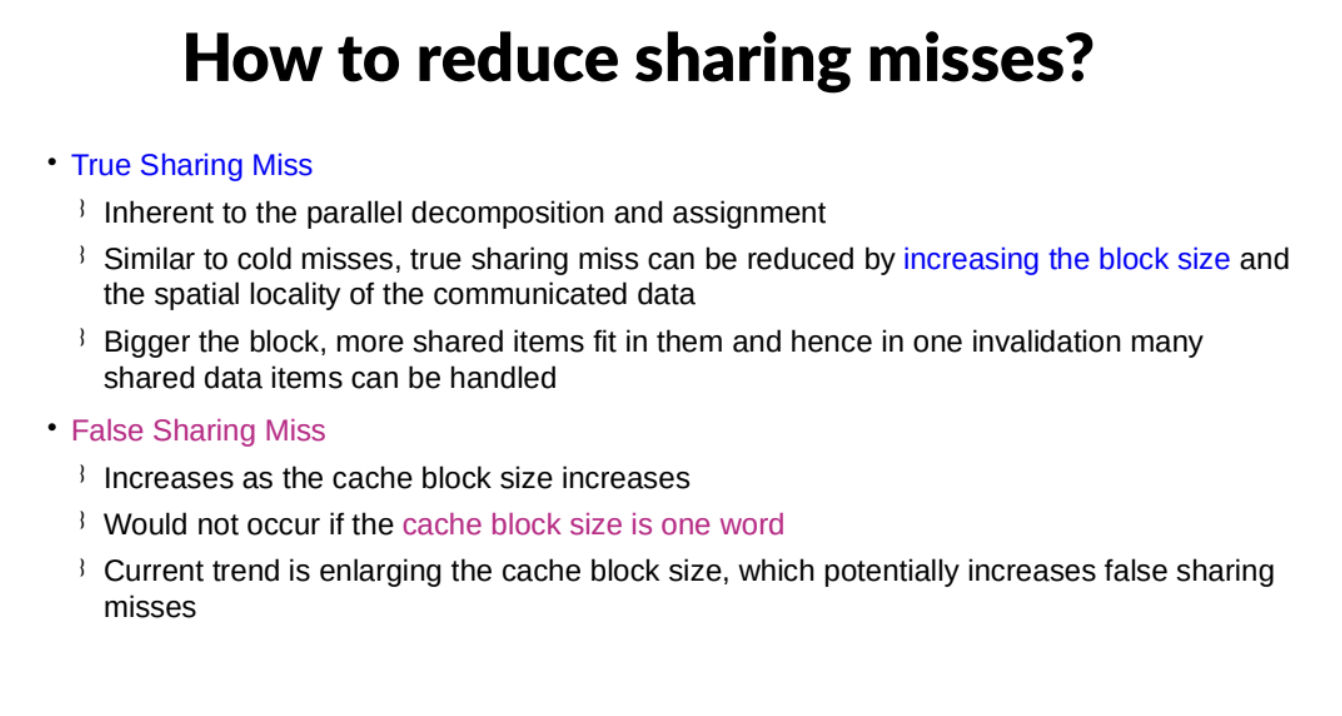 How to reduce sharing misses?
• True Sharing Miss
⌇ Inherent to the parallel decomposition and assignment
⌇ Similar to cold misses, true sharing miss can be reduced by increasing the block size and
the spatial locality of the communicated data
⌇ Bigger the block, more shared items fit in them and hence in one invalidation many
shared data items can be handled
• False Sharing Miss
⌇ Increases as the cache block size increases
⌇ Would not occur if the cache block size is one word
⌇ Current trend is enlarging the cache block size, which potentially increases false sharing
misses